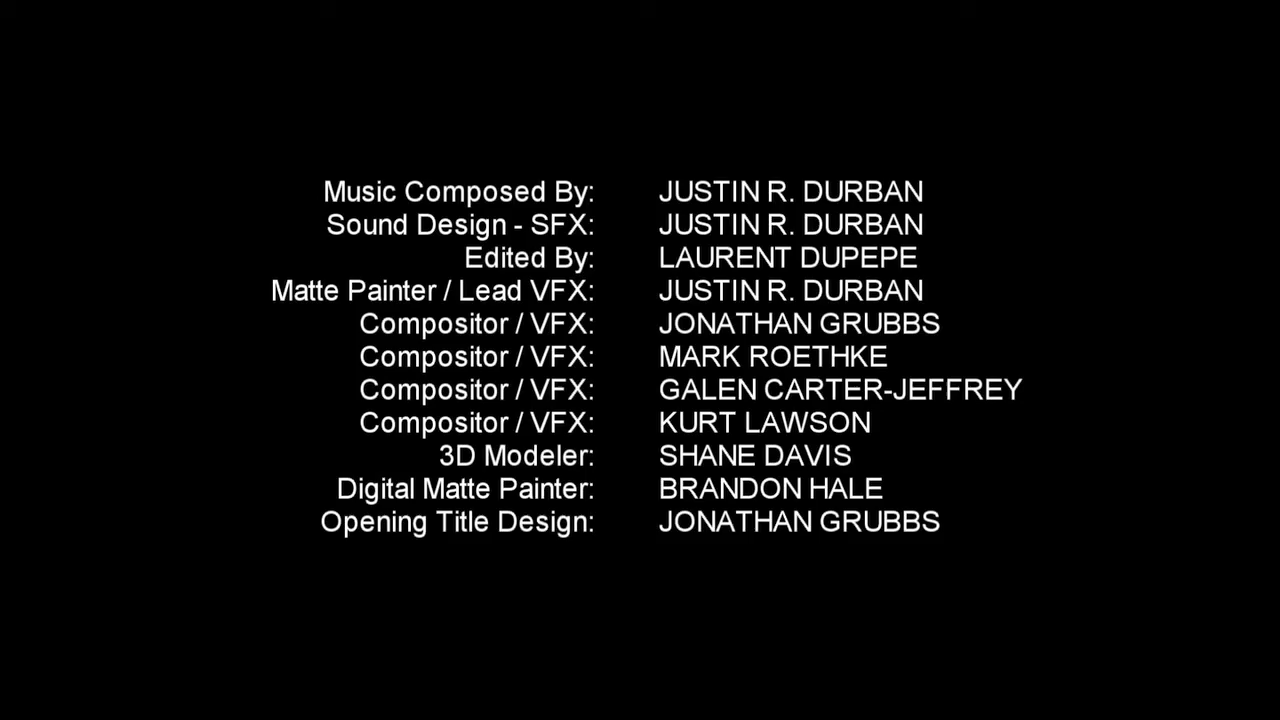 Music Composed By: JUSTIN R. DURBAN
Sound Design - SFX: JUSTIN R. DURBAN
Edited By: LAURENT DUPEPE
Matte Painter / Lead VFX: JUSTIN R. DURBAN
Compositor / VFX: JONATHAN GRUBBS
Compositor / VFX: MARK ROETHKE
Compositor / VFX: GALEN CARTER-JEFFREY
Compositor / VFX: KURT LAWSON
3D Modeler: SHANE DAVIS
Digital Matte Painter: BRANDON HALE
Opening Title Design: JONATHAN GRUBBS